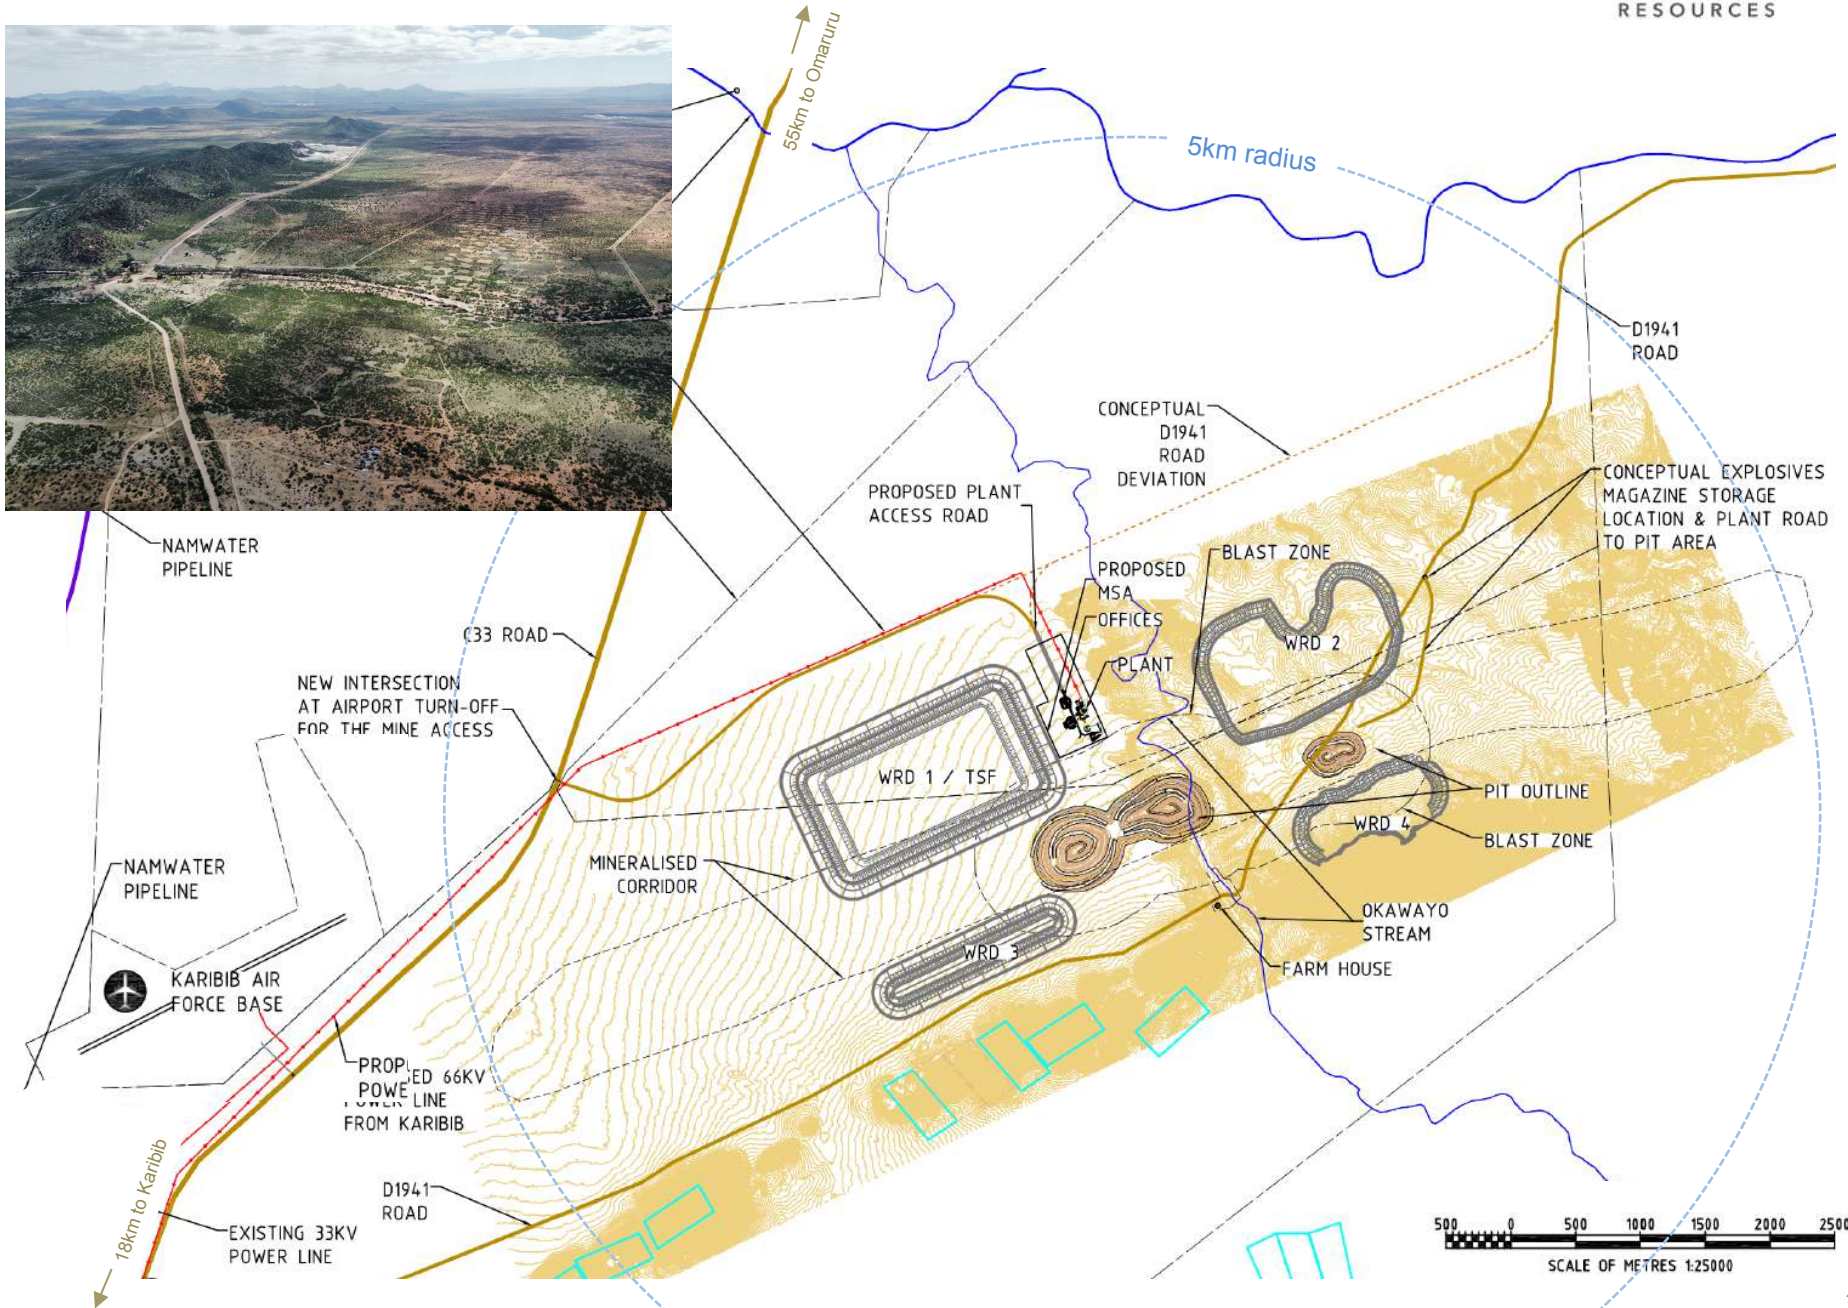 RESOURCES
55km to Omaruru
5km radius
D1941
ROAD
CONCEPTUAL
D1941
ROAD
DEVIATION
CONCEPTUAL EXPLOSIVES
MAGAZINE STORAGE
LOCATION & PLANT ROAD
TO PIT AREA
PROPOSED PLANT
ACCESS ROAD
NAMWATER
PIPELINE
BLAST ZONE
PROPOSED
MSA
OFFICES
C33 ROAD
WRD 2
PLANT
NEW INTERSECTION
AT AIRPORT TURN-OFF
FOR THE MINE ACCESS
WRD 1 / TSF
PIT OUTLINE
WRD 4
BLAST ZONE
MINERALISED
CORRIDOR
NAMWATER
PIPELINE
OKAWAYO
STREAM
WRD 3
FARM HOUSE
KARIBIB AIR
FORCE BASE
PROP
SED 66KV
POWE
POWER LINE
FROM KARIBIB
18km to Karibib
D1941
ROAD
EXISTING 33KV
POWER LINE
500 0 500 1000 1500 2000 2500
SCALE OF METRES 1:25000